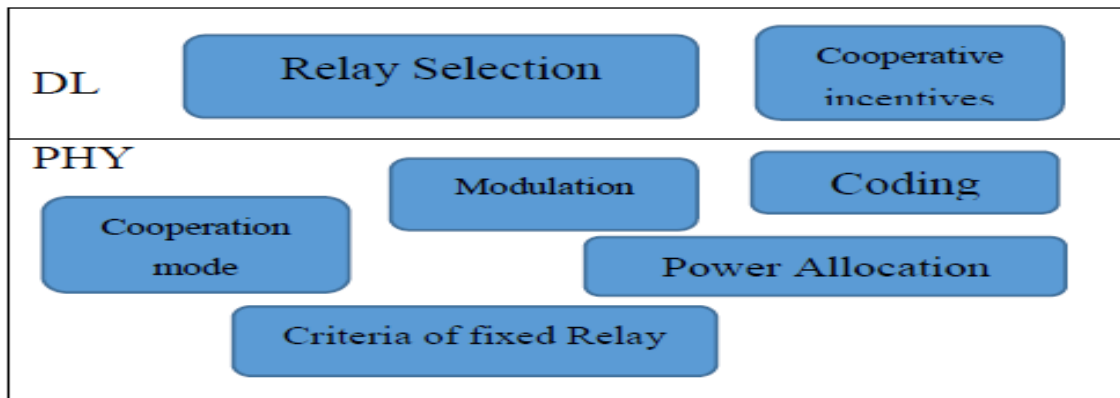 DL
Relay Selection
Cooperative
incentives
PHY
Modulation
Coding
Cooperation
mode
Power Allocation
Criteria of fixed Relay